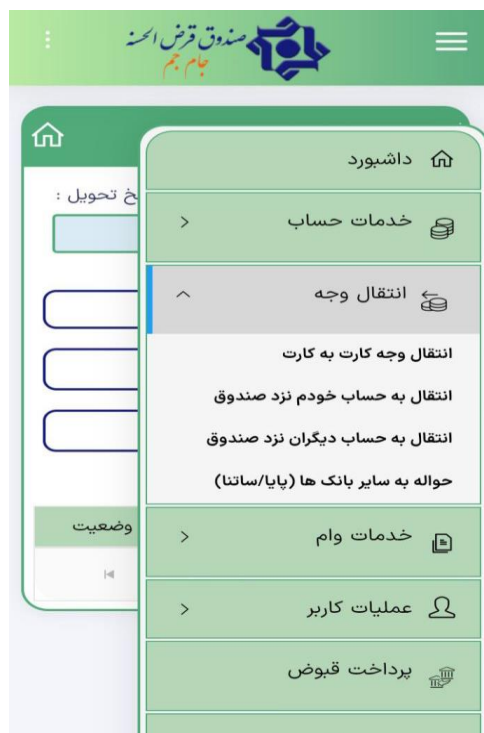 صندوق قرض الحسنه
جام جم
داشبورد
خ تحویل :
خدمات حساب
انتقال وجه
انتقال وجه کارت به کارت
انتقال به حساب خودم نزد صندوق
انتقال به حساب دیگران نزد صندوق
حواله به سایر بانک ها (پایا/ساتنا)
وضعیت
خدمات وام
عملیات کاربر
پرداخت قبوض